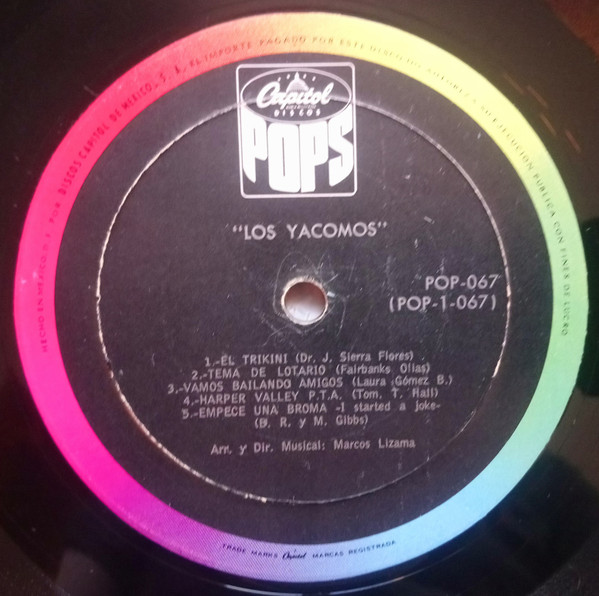 HECHO EN MEXICO, D.F. POR DISCOS CAPITOL DE MEXICO, S. A. EL IMPORTE PAGADO POR ESTE DISCO NO AUTORIZA SU EJECUCION PUBLICA CON FINES DE LUCRO
Capitol
DISCOS
POPS
"LOS YACOMOS"
POP-067
(POP-1-067)
1.-EL TRIKINI (Dr. J. Sierra Flores)
2.-TEMA DE LOTARIO (Fairbanks Olias)
3.-VAMOS BAILANDO AMIGOS (Laura Gómez B.)
4.-HARPER VALLEY P.T.A. (Tom. T. Hall)
5.-EMPECE UNA BROMA -I started a joke-
(B. R. y M. Gibbs)
Arr. y Dir. Musical: Marcos Lizama
TRADE MARKS Capitol MARCAS REGISTRADA